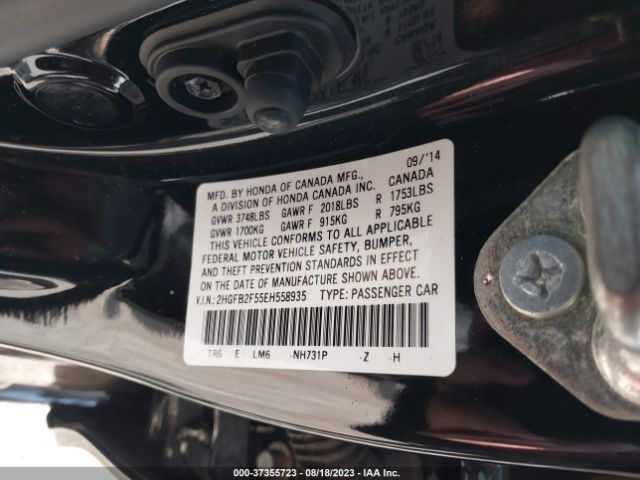 MFD. BY HONDA OF CANADA MFG., 09/'14
A DIVISION OF HONDA CANADA INC. CANADA
GVWR 3748LBS GAWR F 2018LBS R 1753LBS
GVWR 1700KG GAWR F 915KG R 795KG
THIS VEHICLE CONFORMS TO ALL APPLICABLE
FEDERAL MOTOR VEHICLE SAFETY, BUMPER,
AND THEFT PREVENTION STANDARDS IN EFFECT
ON THE DATE OF MANUFACTURE SHOWN ABOVE.
V.I.N.: 2HGFB2F55EH558935 TYPE: PASSENGER CAR
TR6 E LM6 -NH731P -Z -H
000-37355723 - 08/18/2023 - IAA Inc.